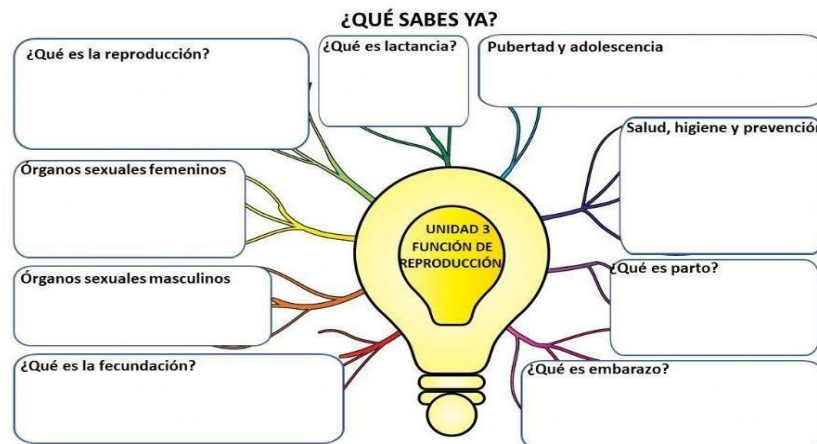 ¿QUÉ SABES YA?
¿Qué es la reproducción?
¿Qué es lactancia?
Pubertad y adolescencia
Salud, higiene y prevención
Órganos sexuales femeninos
UNIDAD 3
FUNCIÓN DE
REPRODUCCIÓN
Órganos sexuales masculinos
¿Qué es parto?
¿Qué es la fecundación?
¿Qué es embarazo?